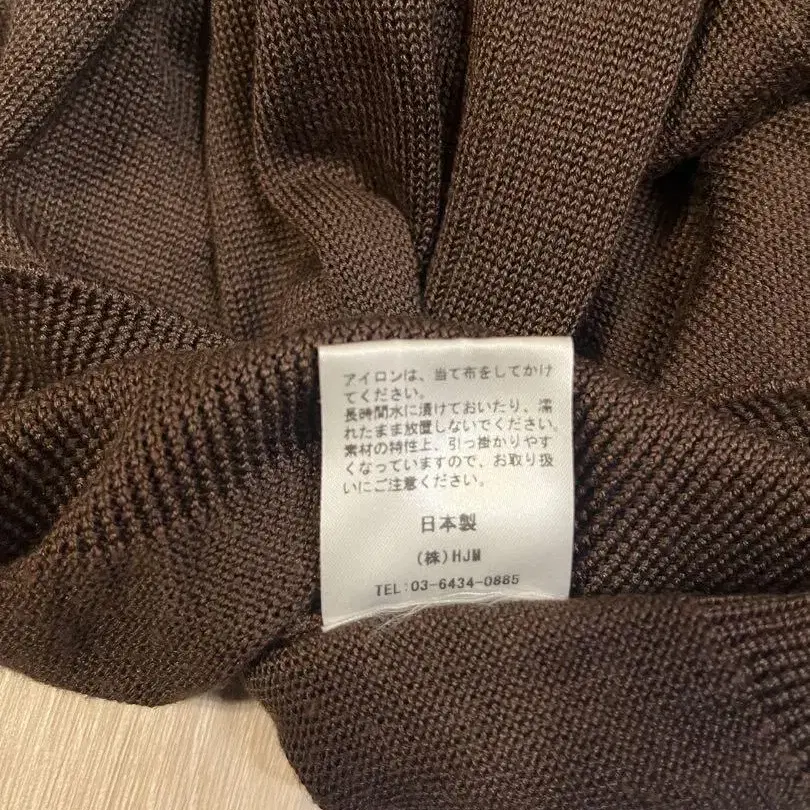 アイロンは、当て布をしてかけ
てください。
長時間水に漬けておいたり、濡
れたまま放置しないでください。
素材の特性上、引っ掛かりやす
くなっていますので、お取り扱
いにご注意ください。
日本製
(株)HJM
TEL:03-6434-0885